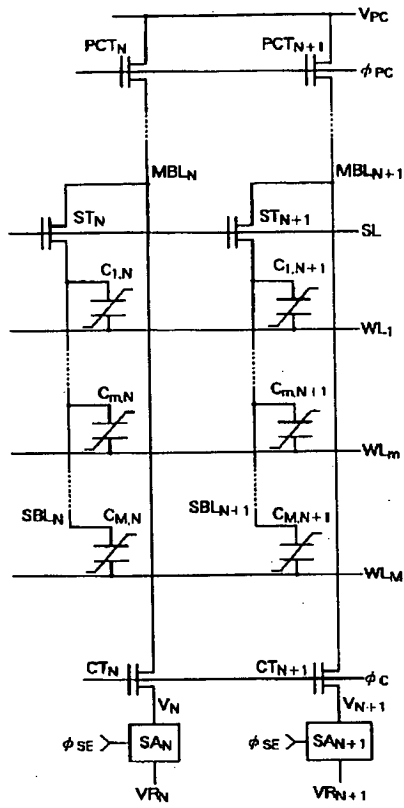 VPC
PCTN PCTN+1
ϕPC
MBLN MBLN+1
STN STN+1 SL
C1,N C1,N+1
WL1
Cm,N Cm,N+1
WLm
SBLN CM,N SBLN+1 CM,N+1
WLM
CTN CTN+1 ϕC
VN VN+1
ϕSE SAN ϕSE SAN+1
VRN VRN+1